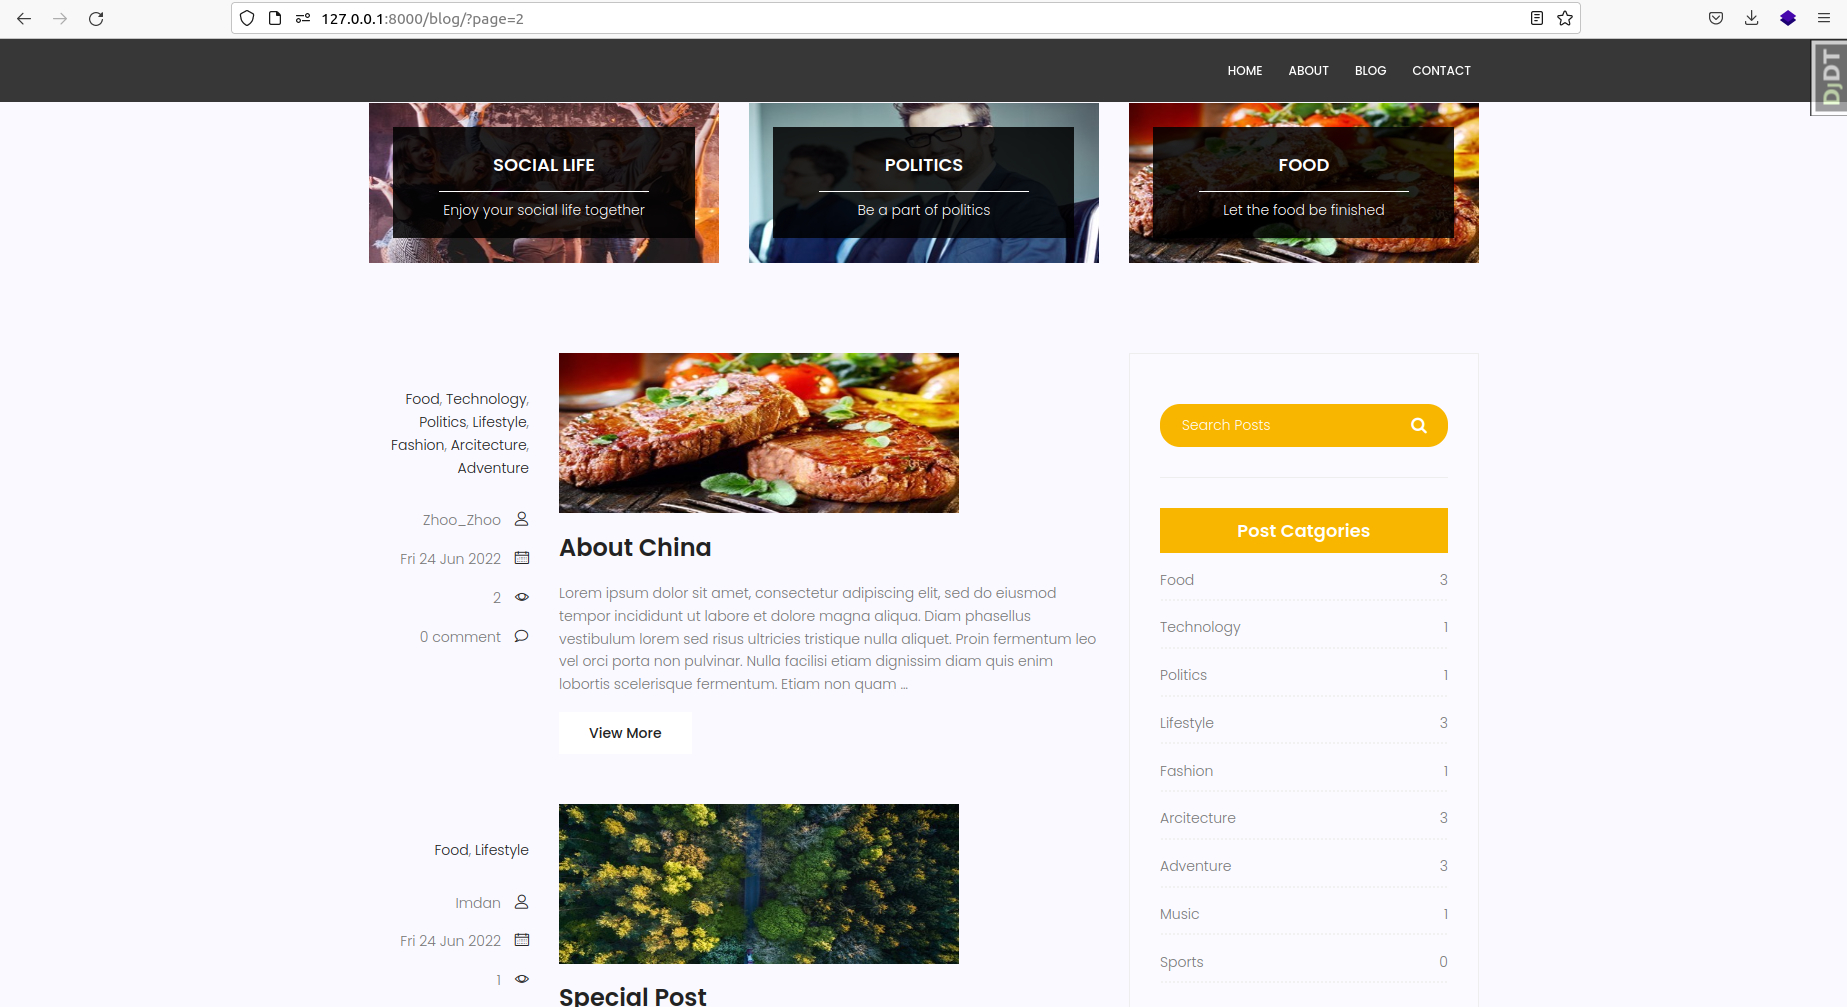 127.0.0.1:8000/blog/?page=2
HOME ABOUT BLOG CONTACT
DjDT
SOCIAL LIFE
Enjoy your social life together
POLITICS
Be a part of politics
FOOD
Let the food be finished
Food, Technology,
Politics, Lifestyle,
Fashion, Arcitecture,
Adventure
Zhoo_Zhoo
Fri 24 Jun 2022
2
0 comment
About China
Lorem ipsum dolor sit amet, consectetur adipiscing elit, sed do eiusmod
tempor incididunt ut labore et dolore magna aliqua. Diam phasellus
vestibulum lorem sed risus ultricies tristique nulla aliquet. Proin fermentum leo
vel orci porta non pulvinar. Nulla facilisi etiam dignissim diam quis enim
lobortis scelerisque fermentum. Etiam non quam …
View More
Food, Lifestyle
Imdan
Fri 24 Jun 2022
1
Special Post
Search Posts
Post Catgories
Food 3
Technology 1
Politics 1
Lifestyle 3
Fashion 1
Arcitecture 3
Adventure 3
Music 1
Sports 0